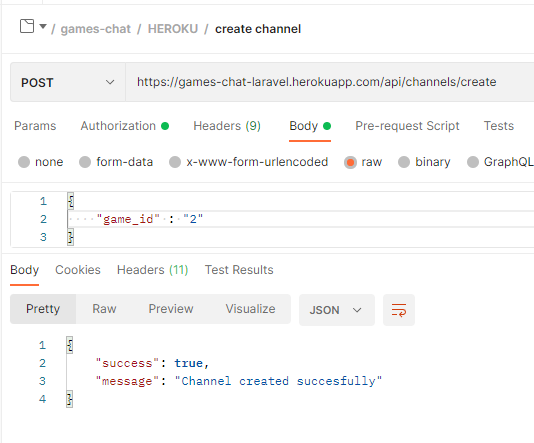 / games-chat / HEROKU / create channel
POST https://games-chat-laravel.herokuapp.com/api/channels/create
Params Authorization Headers (9) Body Pre-request Script Tests
none form-data x-www-form-urlencoded raw binary GraphQL
1 {
2 "game_id" : "2"
3 }
Body Cookies Headers (11) Test Results
Pretty Raw Preview Visualize JSON
1 {
2 "success": true,
3 "message": "Channel created succesfully"
4 }